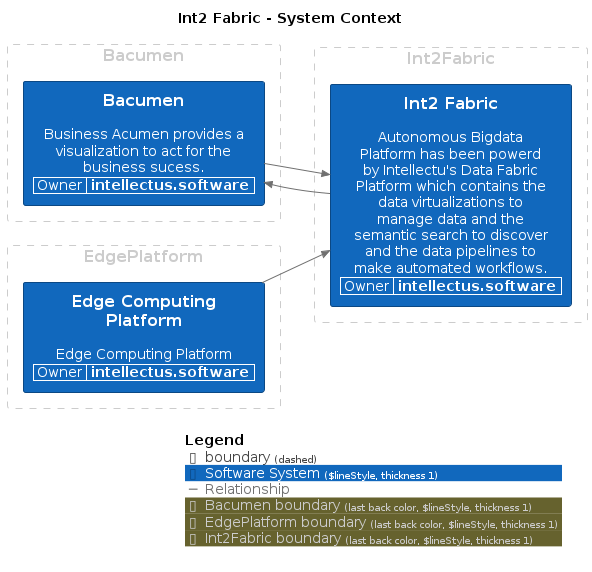 Int2 Fabric - System Context
Bacumen
Bacumen
Business Acumen provides a
visualization to act for the
business sucess.
Owner intellectus.software
Int2Fabric
Int2 Fabric
Autonomous Bigdata
Platform has been powerd
by Intellectu's Data Fabric
Platform which contains the
data virtualizations to
manage data and the
semantic search to discover
and the data pipelines to
make automated workflows.
Owner intellectus.software
EdgePlatform
Edge Computing
Platform
Edge Computing Platform
Owner intellectus.software
Legend
boundary (dashed)
Software System ($lineStyle, thickness 1)
Relationship
Bacumen boundary (last back color, $lineStyle, thickness 1)
EdgePlatform boundary (last back color, $lineStyle, thickness 1)
Int2Fabric boundary (last back color, $lineStyle, thickness 1)